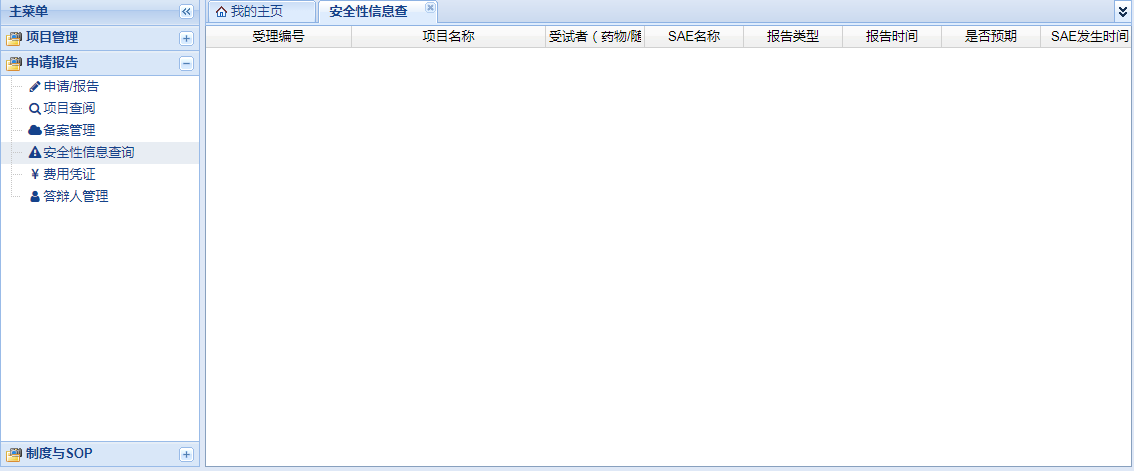 主菜单
项目管理
申请报告
申请/报告
项目查阅
备案管理
安全性信息查询
¥ 费用凭证
答辩人管理
制度与SOP
我的主页 安全性信息查
受理编号 项目名称 受试者（药物/随 SAE名称 报告类型 报告时间 是否预期 SAE发生时间